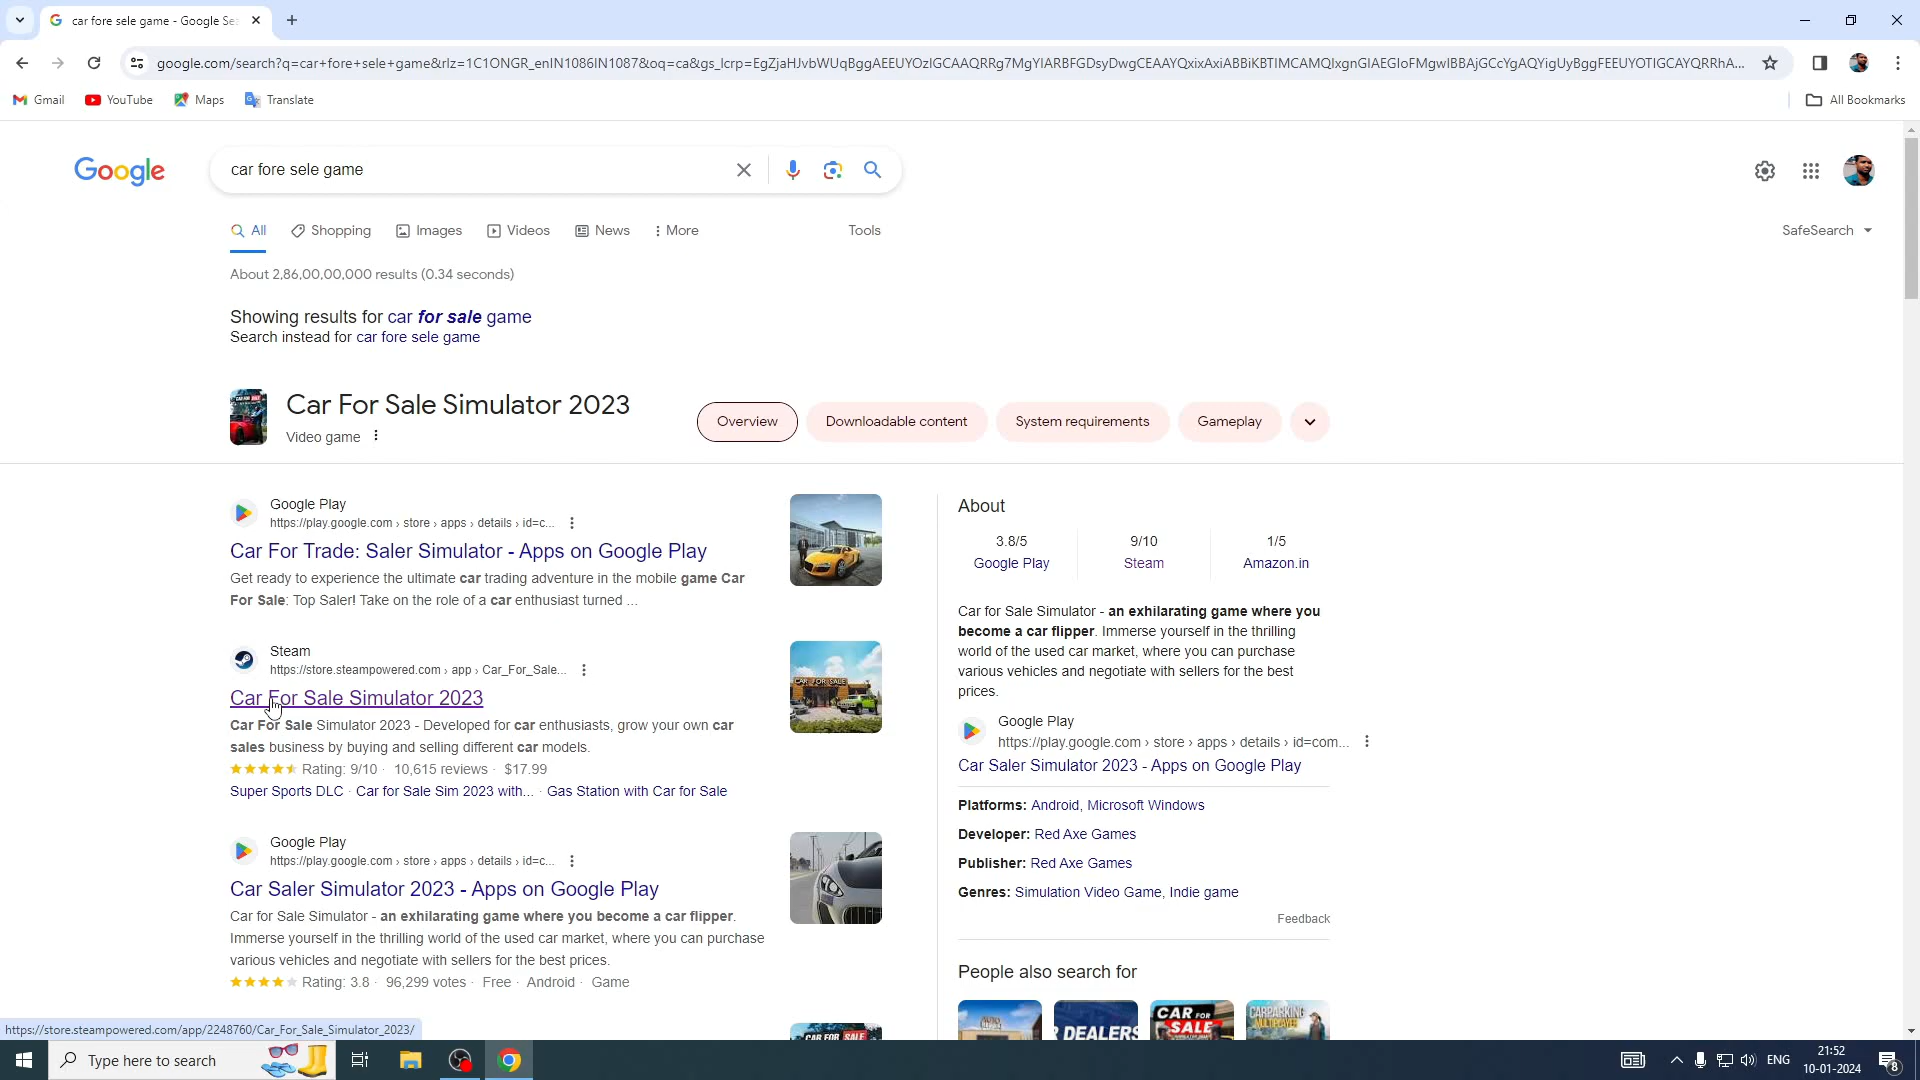 car fore sele game - Google Se
google.com/search?q=car+fore+sele+game&rlz=1C1ONGR_enIN1086IN1087&oq=ca&gs_lcrp=
Gmail YouTube Maps Translate All Bookmarks
Google car fore sele game
All Shopping Images Videos News More Tools SafeSearch
About 2,86,00,00,000 results (0.34 seconds)
Showing results for car for sale game
Search instead for car fore sele game
Car For Sale Simulator 2023
Video game
Overview Downloadable content System requirements Gameplay
Google Play
https://play.google.com › store › apps › details › id=c...
Car For Trade: Saler Simulator - Apps on Google Play
Get ready to experience the ultimate car trading adventure in the mobile game Car
For Sale: Top Saler! Take on the role of a car enthusiast turned ...
Steam
https://store.steampowered.com › app › Car_For_Sale...
Car For Sale Simulator 2023
Car For Sale Simulator 2023 - Developed for car enthusiasts, grow your own car
sales business by buying and selling different car models.
Rating: 9/10 · 10,615 reviews · $17.99
Super Sports DLC · Car for Sale Sim 2023 with... · Gas Station with Car for Sale
CAR FOR SALE
Google Play
https://play.google.com › store › apps › details › id=c...
Car Saler Simulator 2023 - Apps on Google Play
Car for Sale Simulator - an exhilarating game where you become a car flipper.
Immerse yourself in the thrilling world of the used car market, where you can purchase
various vehicles and negotiate with sellers for the best prices.
Rating: 3.8 · 96,299 votes · Free · Android · Game
CAR FOR SALE
About
3.8/5 9/10 1/5
Google Play Steam Amazon.in
Car for Sale Simulator - an exhilarating game where you
become a car flipper. Immerse yourself in the thrilling
world of the used car market, where you can purchase
various vehicles and negotiate with sellers for the best
prices.
Google Play
https://play.google.com › store › apps › details › id=com...
Car Saler Simulator 2023 - Apps on Google Play
Platforms: Android, Microsoft Windows
Developer: Red Axe Games
Publisher: Red Axe Games
Genres: Simulation Video Game, Indie game
Feedback
People also search for
DEALERS
CAR FOR
SALE
CARPARKING
MULTIPLAYER
https://store.steampowered.com/app/2248760/Car_For_Sale_Simulator_2023/
Type here to search
ENG
21:52
10-01-2024
8